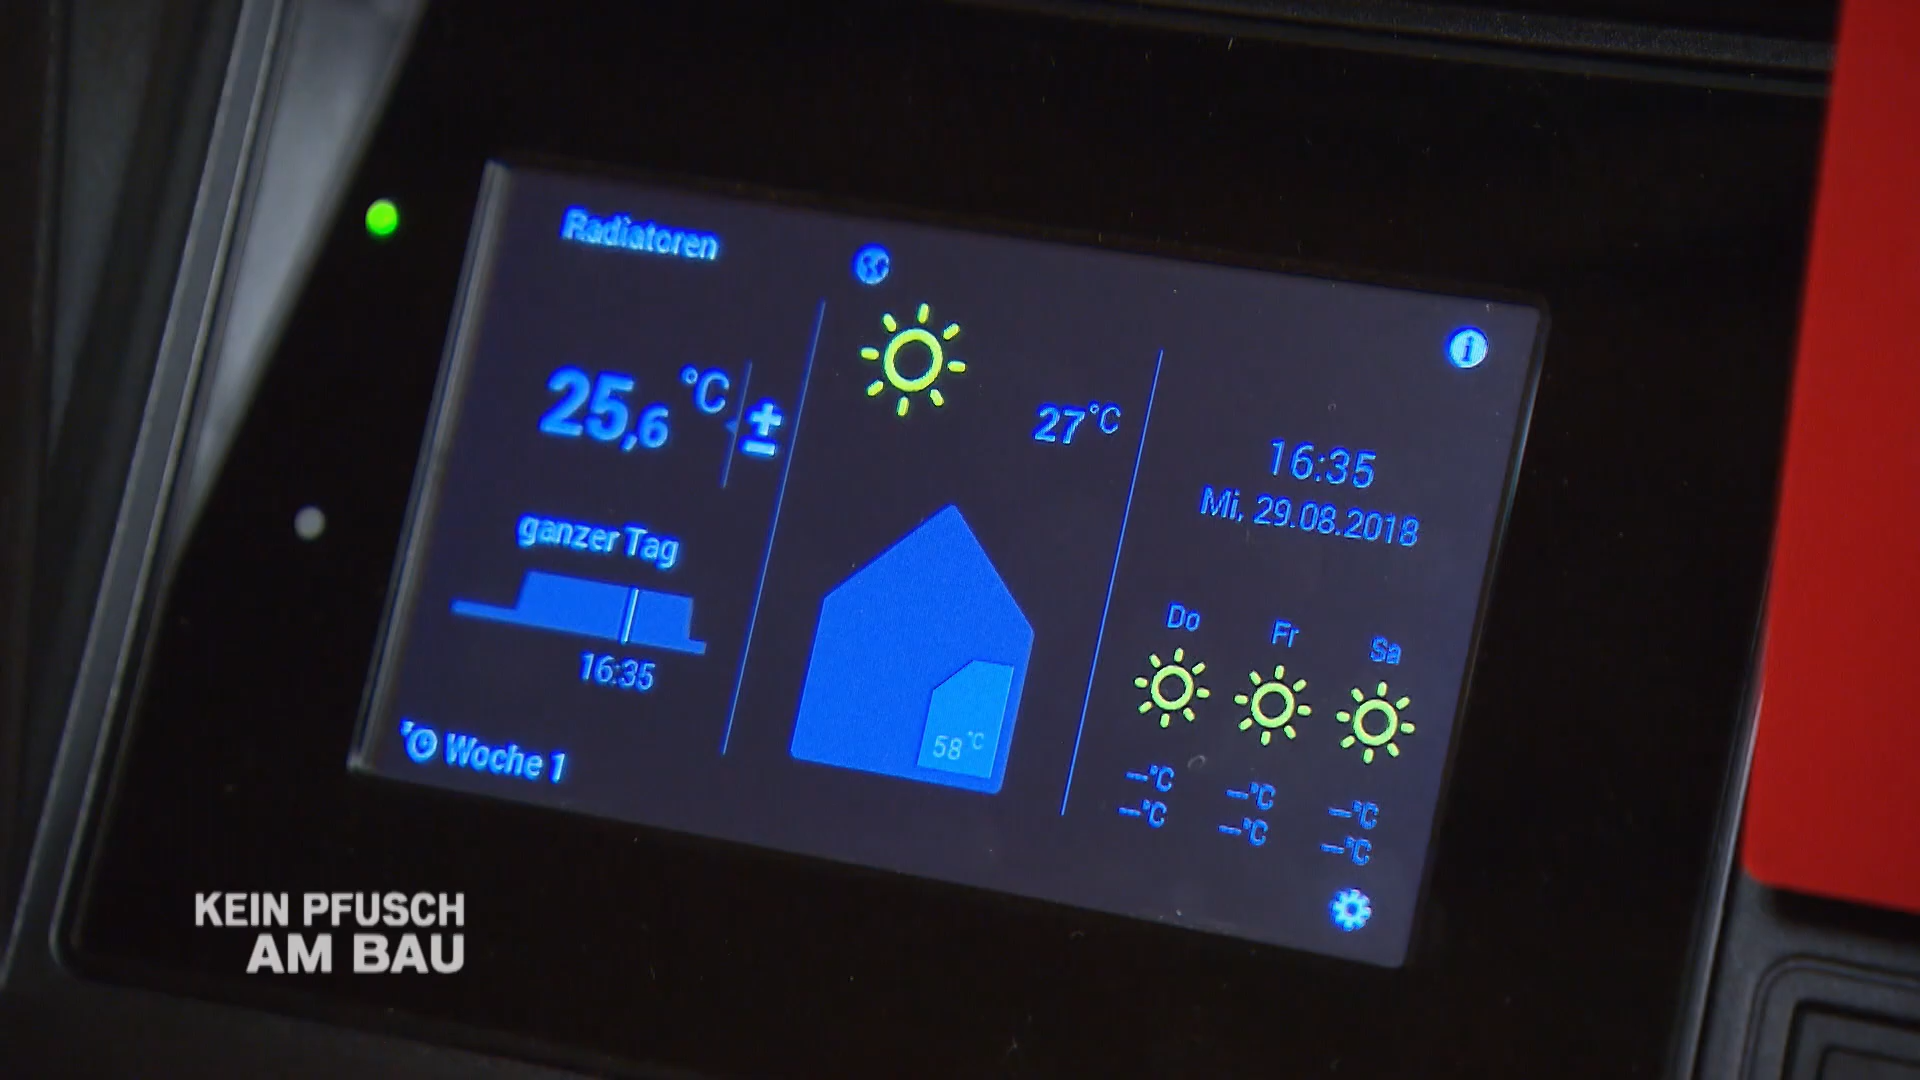 Radiatoren
25,6 °C ±
ganzer Tag
16:35
Woche 1
27 °C
58 °C
i
16:35
Mi, 29.08.2018
Do Fr Sa
--°C --°C --°C
--°C --°C --°C
KEIN PFUSCH
AM BAU